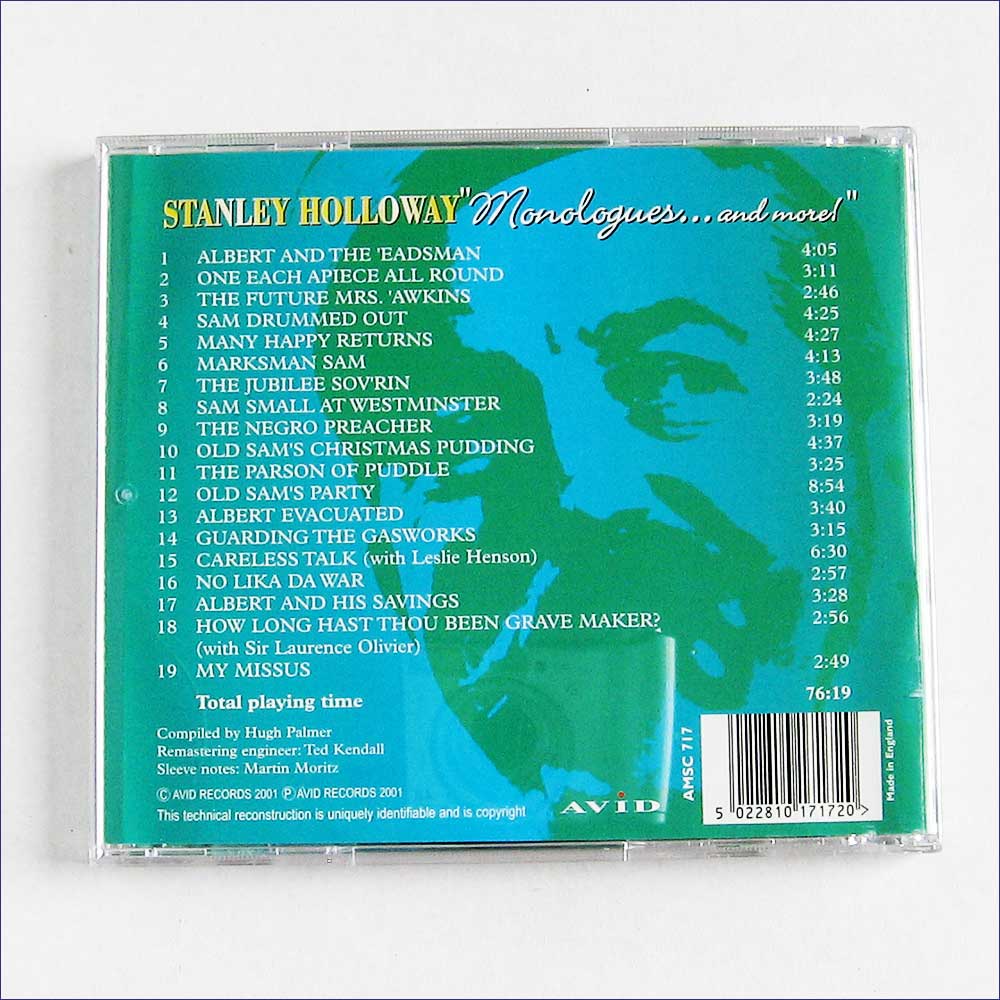 STANLEY HOLLOWAY "Monologues... and more!"
1 ALBERT AND THE 'EADSMAN 4:05
2 ONE EACH APIECE ALL ROUND 3:11
3 THE FUTURE MRS. 'AWKINS 2:46
4 SAM DRUMMED OUT 4:25
5 MANY HAPPY RETURNS 4:27
6 MARKSMAN SAM 4:13
7 THE JUBILEE SOV'RIN 3:48
8 SAM SMALL AT WESTMINSTER 2:24
9 THE NEGRO PREACHER 3:19
10 OLD SAM'S CHRISTMAS PUDDING 4:37
11 THE PARSON OF PUDDLE 3:25
12 OLD SAM'S PARTY 8:54
13 ALBERT EVACUATED 3:40
14 GUARDING THE GASWORKS 3:15
15 CARELESS TALK (with Leslie Henson) 6:30
16 NO LIKA DA WAR 2:57
17 ALBERT AND HIS SAVINGS 3:28
18 HOW LONG HAST THOU BEEN GRAVE MAKER? 2:56
(with Sir Laurence Olivier)
19 MY MISSUS 2:49
Total playing time 76:19
Compiled by Hugh Palmer
Remastering engineer: Ted Kendall
Sleeve notes: Martin Moritz
© AVID RECORDS 2001 ℗ AVID RECORDS 2001
This technical reconstruction is uniquely identifiable and is copyright
AViD
AMSC 717
5 022810 171720 >
Made in England